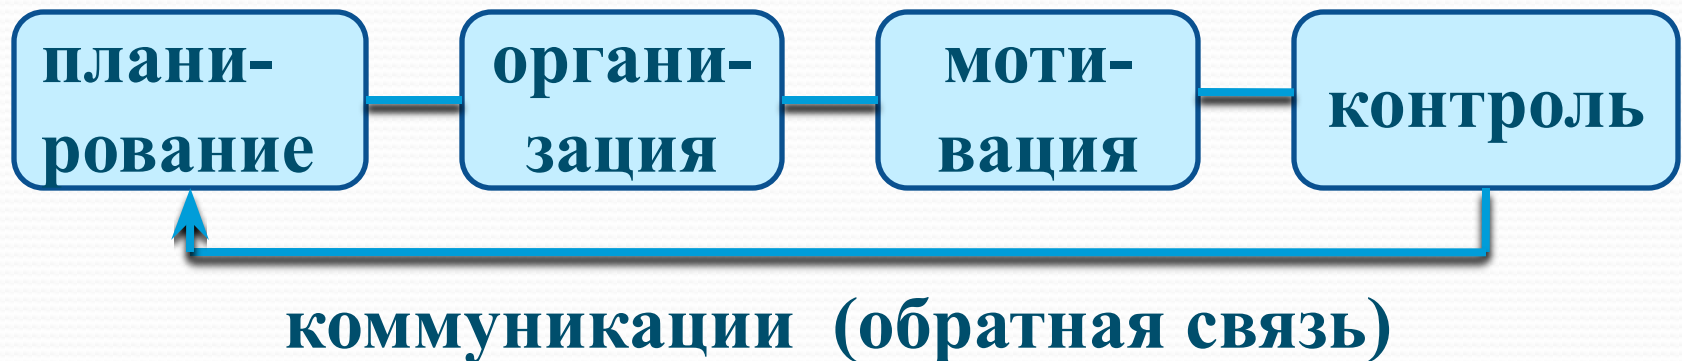 плани-
рование
органи-
зация
моти-
вация
контроль
коммуникации (обратная связь)